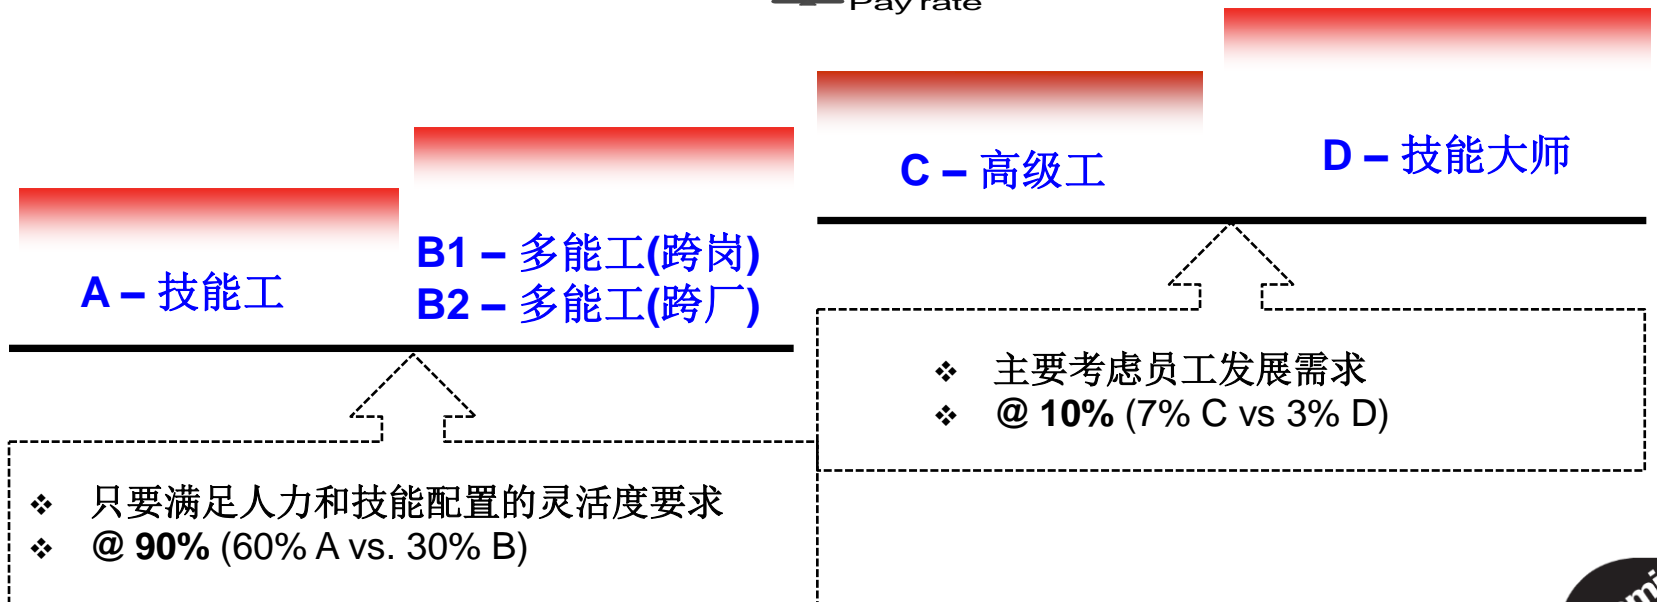 Pay rate
D – 技能大师
C – 高级工
B1 – 多能工(跨岗)
A – 技能工
B2 – 多能工(跨厂)
❖ 主要考虑员工发展需求
❖ @ 10% (7% C vs 3% D)
❖ 只要满足人力和技能配置的灵活度要求
❖ @ 90% (60% A vs. 30% B)